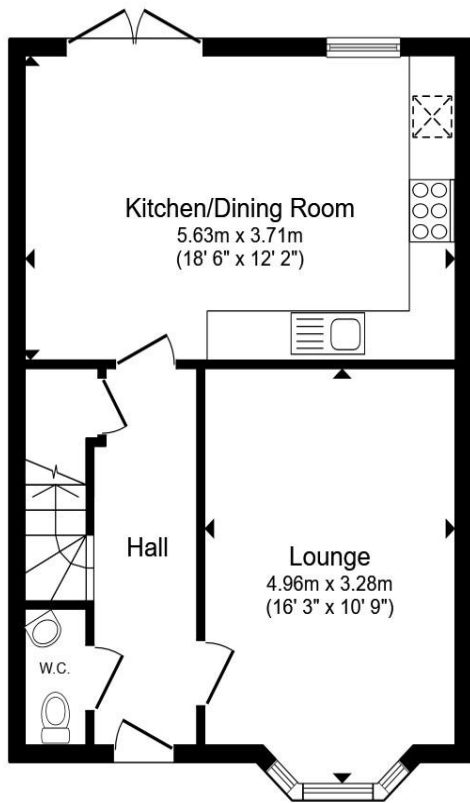 Kitchen/Dining Room
5.63m x 3.71m
(18' 6" x 12' 2")
Hall
Lounge
4.96m x 3.28m
(16' 3" x 10' 9")
W.C.